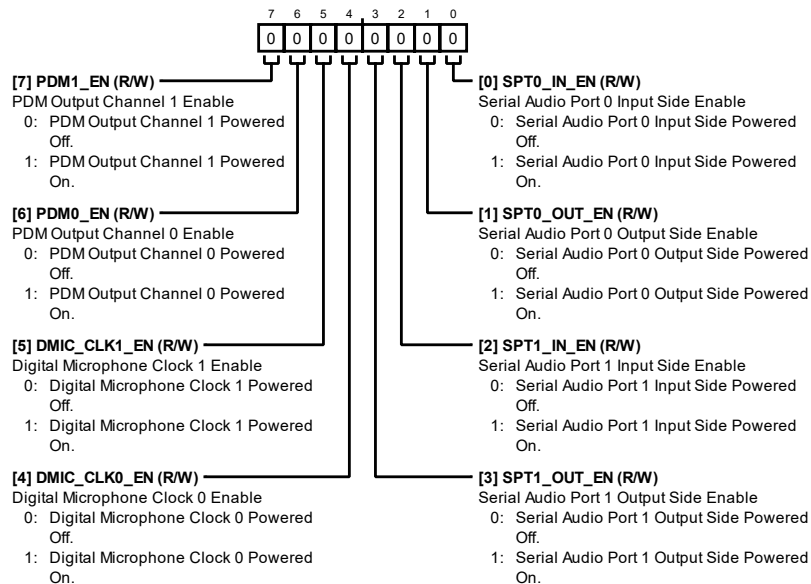 7 6 5 4 3 2 1 0
0 0 0 0 0 0 0 0
[7] PDM1_EN (R/W)
PDM Output Channel 1 Enable
0: PDM Output Channel 1 Powered
Off.
1: PDM Output Channel 1 Powered
On.
[6] PDM0_EN (R/W)
PDM Output Channel 0 Enable
0: PDM Output Channel 0 Powered
Off.
1: PDM Output Channel 0 Powered
On.
[5] DMIC_CLK1_EN (R/W)
Digital Microphone Clock 1 Enable
0: Digital Microphone Clock 1 Powered
Off.
1: Digital Microphone Clock 1 Powered
On.
[4] DMIC_CLK0_EN (R/W)
Digital Microphone Clock 0 Enable
0: Digital Microphone Clock 0 Powered
Off.
1: Digital Microphone Clock 0 Powered
On.
[0] SPT0_IN_EN (R/W)
Serial Audio Port 0 Input Side Enable
0: Serial Audio Port 0 Input Side Powered
Off.
1: Serial Audio Port 0 Input Side Powered
On.
[1] SPT0_OUT_EN (R/W)
Serial Audio Port 0 Output Side Enable
0: Serial Audio Port 0 Output Side Powered
Off.
1: Serial Audio Port 0 Output Side Powered
On.
[2] SPT1_IN_EN (R/W)
Serial Audio Port 1 Input Side Enable
0: Serial Audio Port 1 Input Side Powered
Off.
1: Serial Audio Port 1 Input Side Powered
On.
[3] SPT1_OUT_EN (R/W)
Serial Audio Port 1 Output Side Enable
0: Serial Audio Port 1 Output Side Powered
Off.
1: Serial Audio Port 1 Output Side Powered
On.